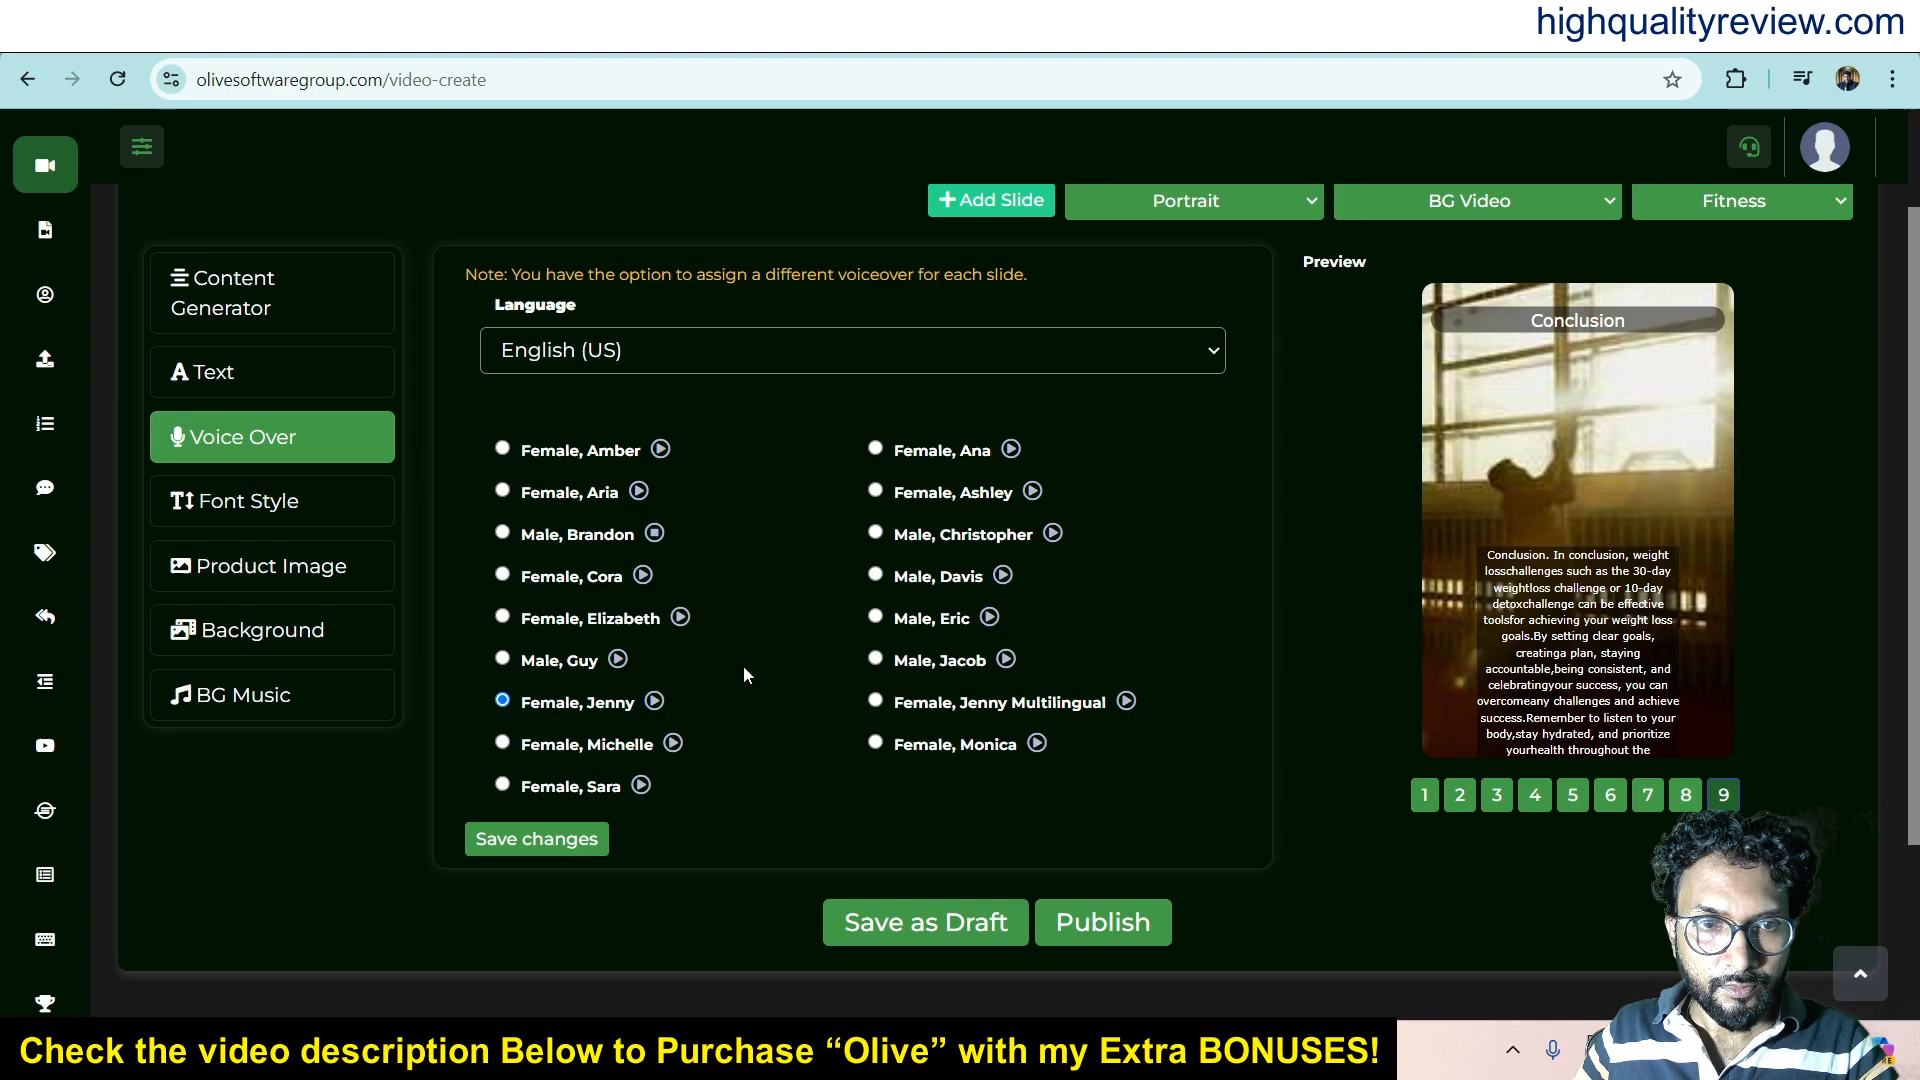 highqualityreview.com
olivesoftwaregroup.com/video-create
Add Slide
Portrait
BG Video
Fitness
Content
Generator
Text
Voice Over
Font Style
Product Image
Background
BG Music
Note: You have the option to assign a different voiceover for each slide.
Language
English (US)
Female, Amber
Female, Ana
Female, Aria
Female, Ashley
Male, Brandon
Male, Christopher
Female, Cora
Male, Davis
Female, Elizabeth
Male, Eric
Male, Guy
Male, Jacob
Female, Jenny
Female, Jenny Multilingual
Female, Michelle
Female, Monica
Female, Sara
Save changes
Save as Draft
Publish
Preview
Conclusion
Conclusion. In conclusion, weight
losschallenges such as the 30-day
weightloss challenge or 10-day
detoxchallenge can be effective
toolsfor achieving your weight loss
goals.By setting clear goals,
creatinga plan, staying
accountable,being consistent, and
celebratingyour success, you can
overcomeany challenges and achieve
success.Remember to listen to your
body,stay hydrated, and prioritize
yourhealth throughout the
1 2 3 4 5 6 7 8 9
Check the video description Below to Purchase “Olive” with my Extra BONUSES!